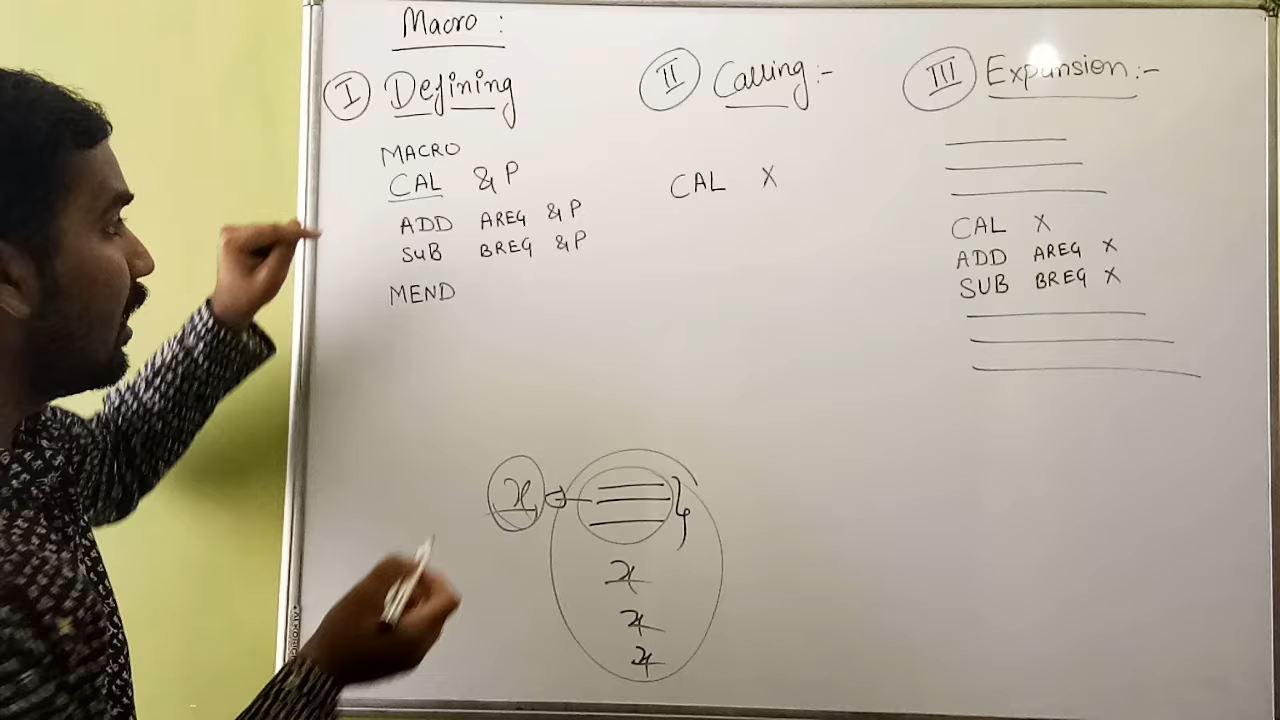 Macro :
I Defining
MACRO
CAL &P
ADD AREG &P
SUB BREG &P
MEND
II Calling:-
CAL X
III Expansion:-
CAL X
ADD AREG X
SUB BREG X
x
x
x
x